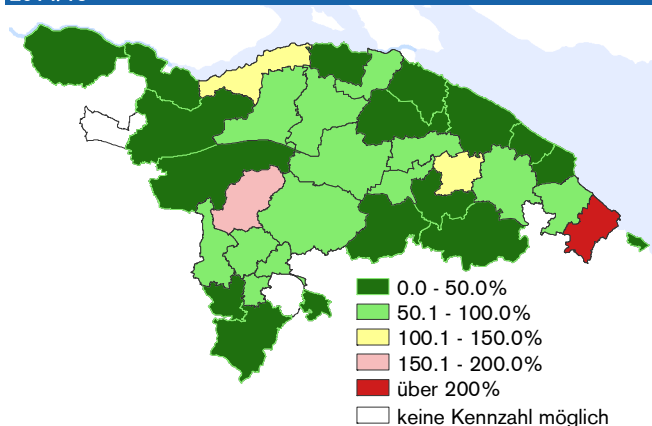 0.0 - 50.0%
50.1 - 100.0%
100.1 - 150.0%
150.1 - 200.0%
über 200%
keine Kennzahl möglich